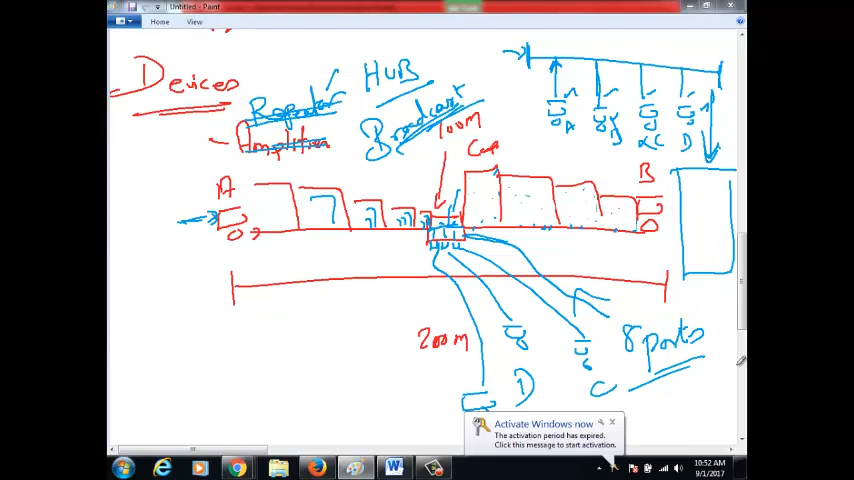 Untitled - Paint
Home View
Devices
Repeater HUB
Amplifier Broadcast
100m
A B
A C D
200m
8 ports
D C
Activate Windows now
The activation period has expired.
Click this message to start activation.
10:52 AM
9/1/2017